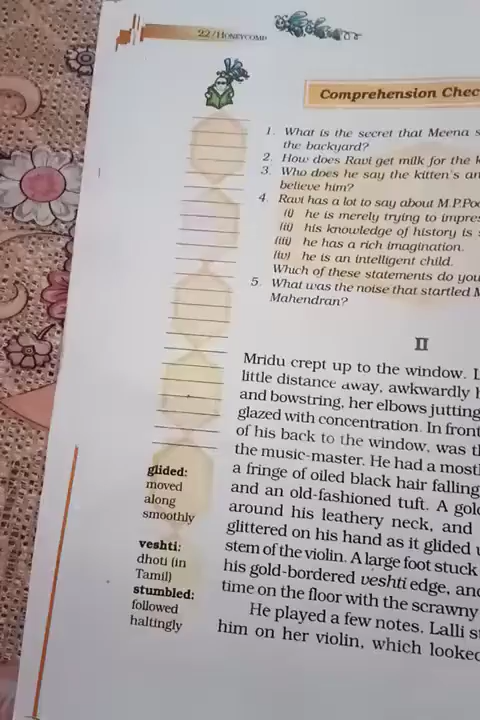 22/HONEYCOMB
Comprehension Chec
1. What is the secret that Meena s
the backyard?
2. How does Ravi get milk for the k
3. Who does he say the kitten's an
believe him?
4. Ravi has a lot to say about M.P.Poo
(i) he is merely trying to impres
(ii) his knowledge of history is s
(iii) he has a rich imagination.
(iv) he is an intelligent child.
Which of these statements do you
5. What was the noise that startled M
Mahendran?
II
Mridu crept up to the window. L
little distance away, awkwardly h
and bowstring, her elbows jutting
glazed with concentration. In front
of his back to the window, was th
the music-master. He had a mostl
a fringe of oiled black hair falling
and an old-fashioned tuft. A gol
around his leathery neck, and
glittered on his hand as it glided u
stem of the violin. A large foot stuck
his gold-bordered veshti edge, and
time on the floor with the scrawny
He played a few notes. Lalli st
him on her violin, which looked
glided:
moved
along
smoothly
veshti:
dhoti (in
Tamil)
stumbled:
followed
haltingly